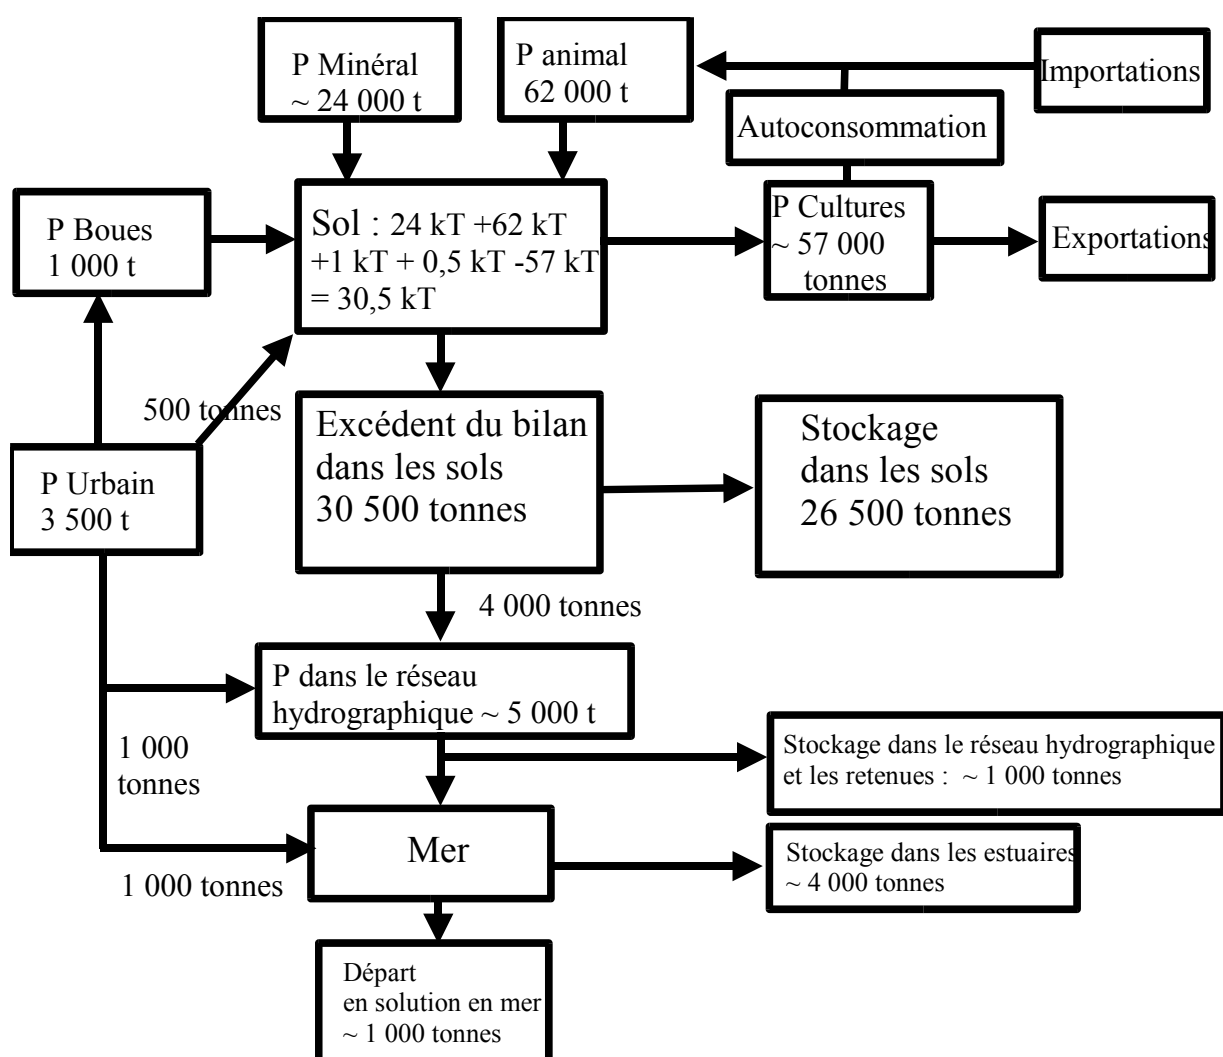 P Minéral
~ 24 000 t
P animal
62 000 t
Importations
Autoconsommation
P Boues
1 000 t
Sol : 24 kT +62 kT
+1 kT + 0,5 kT -57 kT
= 30,5 kT
P Cultures
~ 57 000
tonnes
Exportations
500 tonnes
P Urbain
3 500 t
Excédent du bilan
dans les sols
30 500 tonnes
Stockage
dans les sols
26 500 tonnes
4 000 tonnes
P dans le réseau
hydrographique ~ 5 000 t
1 000
tonnes
Stockage dans le réseau hydrographique
et les retenues : ~ 1 000 tonnes
Mer
1 000 tonnes
Stockage dans les estuaires
~ 4 000 tonnes
Départ
en solution en mer
~ 1 000 tonnes